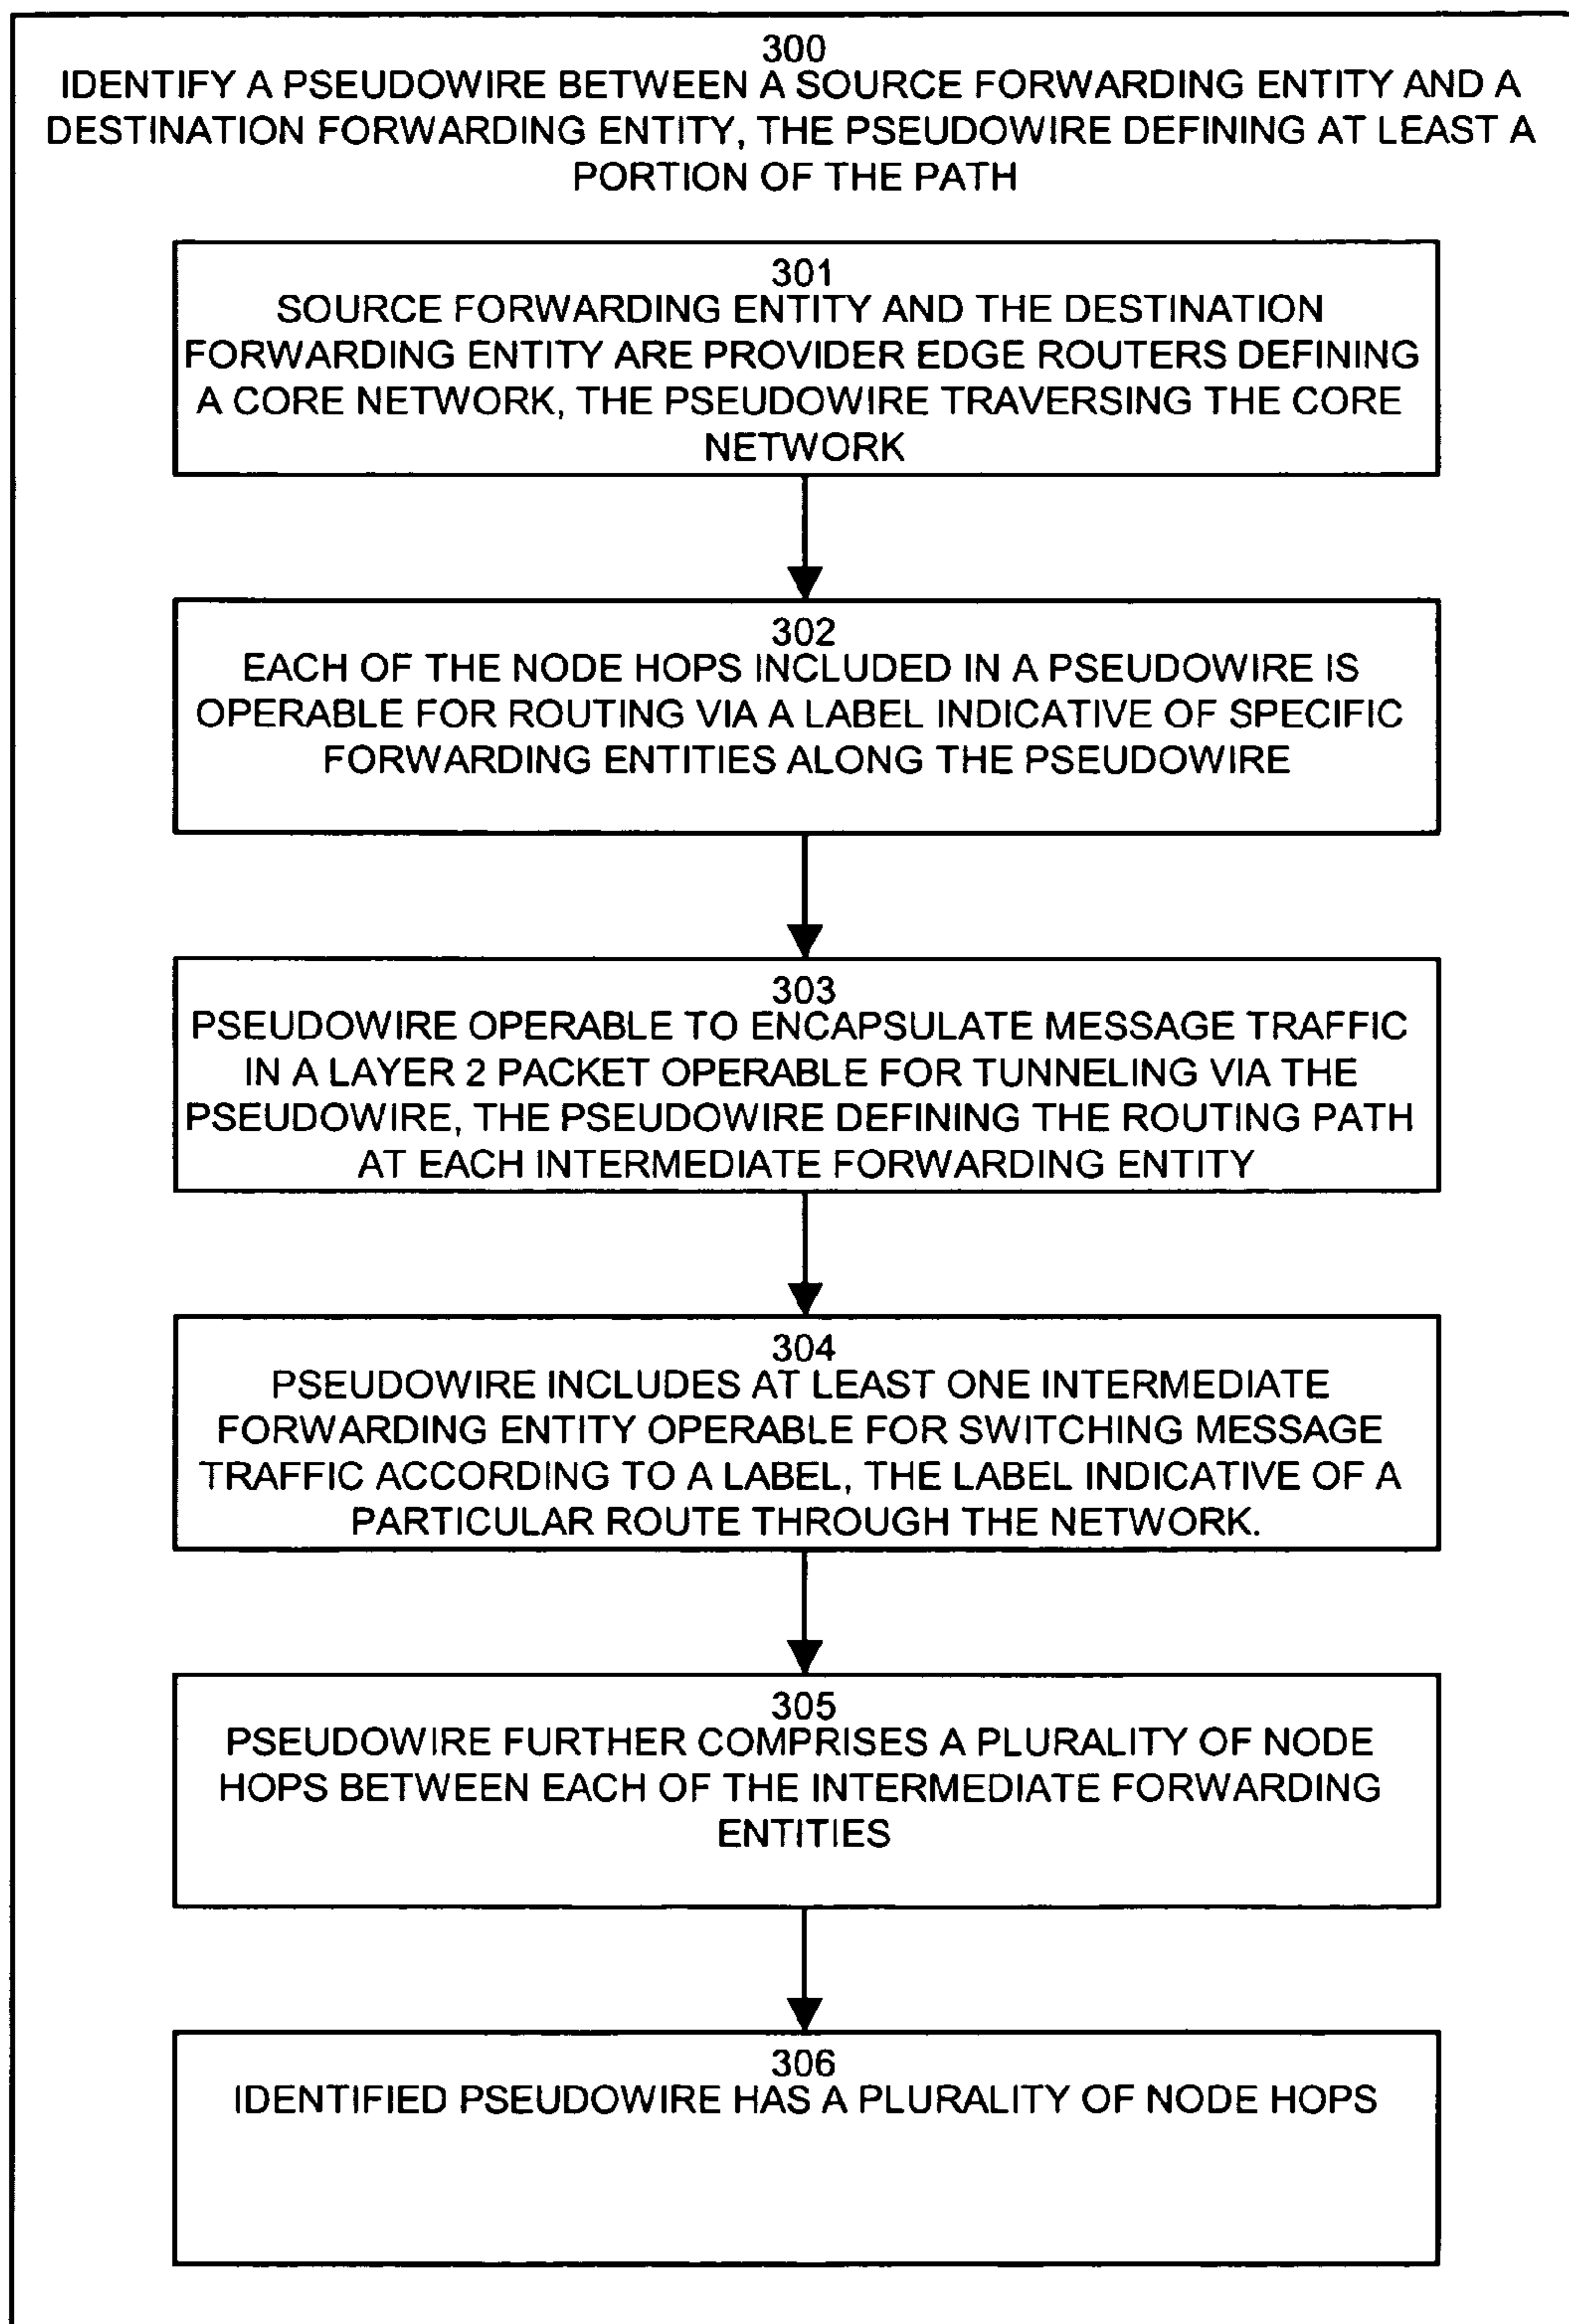 300
IDENTIFY A PSEUDOWIRE BETWEEN A SOURCE FORWARDING ENTITY AND A
DESTINATION FORWARDING ENTITY, THE PSEUDOWIRE DEFINING AT LEAST A
PORTION OF THE PATH
301
SOURCE FORWARDING ENTITY AND THE DESTINATION
FORWARDING ENTITY ARE PROVIDER EDGE ROUTERS DEFINING
A CORE NETWORK, THE PSEUDOWIRE TRAVERSING THE CORE
NETWORK
302
EACH OF THE NODE HOPS INCLUDED IN A PSEUDOWIRE IS
OPERABLE FOR ROUTING VIA A LABEL INDICATIVE OF SPECIFIC
FORWARDING ENTITIES ALONG THE PSEUDOWIRE
303
PSEUDOWIRE OPERABLE TO ENCAPSULATE MESSAGE TRAFFIC
IN A LAYER 2 PACKET OPERABLE FOR TUNNELING VIA THE
PSEUDOWIRE, THE PSEUDOWIRE DEFINING THE ROUTING PATH
AT EACH INTERMEDIATE FORWARDING ENTITY
304
PSEUDOWIRE INCLUDES AT LEAST ONE INTERMEDIATE
FORWARDING ENTITY OPERABLE FOR SWITCHING MESSAGE
TRAFFIC ACCORDING TO A LABEL, THE LABEL INDICATIVE OF A
PARTICULAR ROUTE THROUGH THE NETWORK.
305
PSEUDOWIRE FURTHER COMPRISES A PLURALITY OF NODE
HOPS BETWEEN EACH OF THE INTERMEDIATE FORWARDING
ENTITIES
306
IDENTIFIED PSEUDOWIRE HAS A PLURALITY OF NODE HOPS